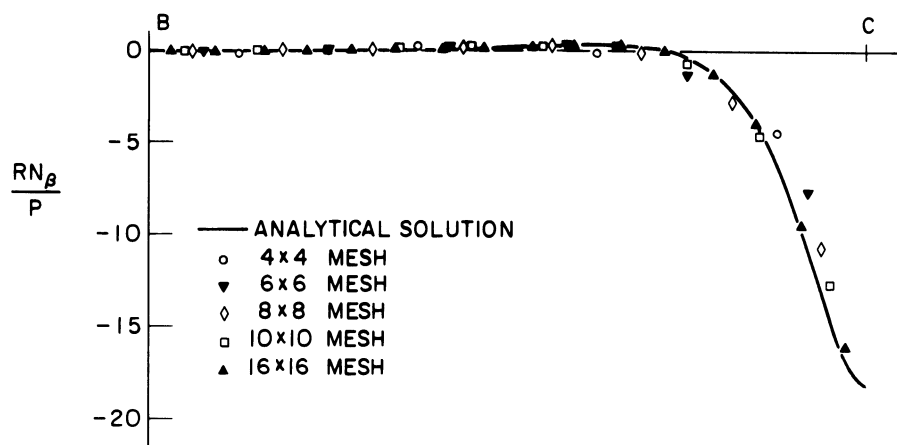 B
C
0
-5
-10
-15
-20
RNβ
P
ANALYTICAL SOLUTION
4×4 MESH
6×6 MESH
8×8 MESH
10×10 MESH
16×16 MESH